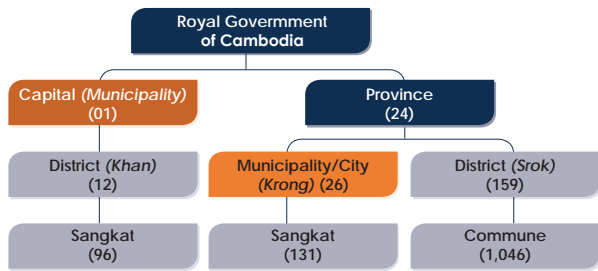 Royal Government
of Cambodia
Capital (Municipality)
(01)
Province
(24)
District (Khan)
(12)
Municipality/City
(Krong) (26)
District (Srok)
(159)
Sangkat
(96)
Sangkat
(131)
Commune
(1,046)